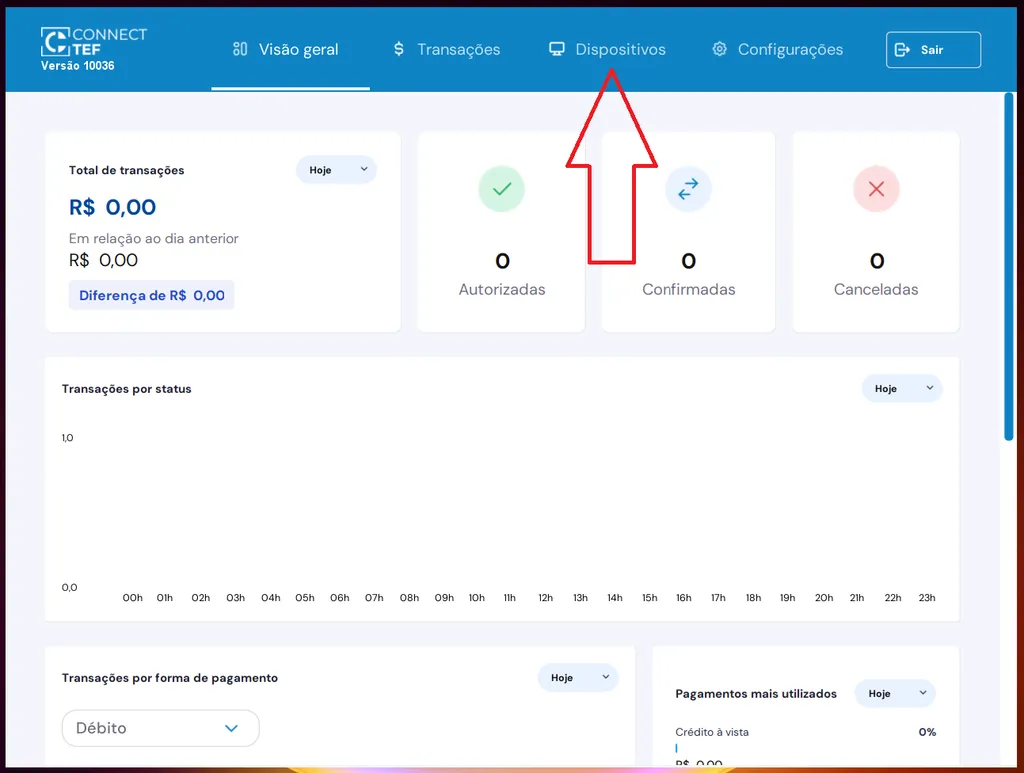 CONNECT
TEF
Versão 10036
Visão geral
$ Transações
Dispositivos
Configurações
Sair
Total de transações
Hoje
R$ 0,00
Em relação ao dia anterior
R$ 0,00
Diferença de R$ 0,00
0
Autorizadas
0
Confirmadas
0
Canceladas
Transações por status
Hoje
1,0
0,0
00h 01h 02h 03h 04h 05h 06h 07h 08h 09h 10h 11h 12h 13h 14h 15h 16h 17h 18h 19h 20h 21h 22h 23h
Transações por forma de pagamento
Hoje
Débito
Pagamentos mais utilizados
Hoje
Crédito à vista
0%
R$ 0,00